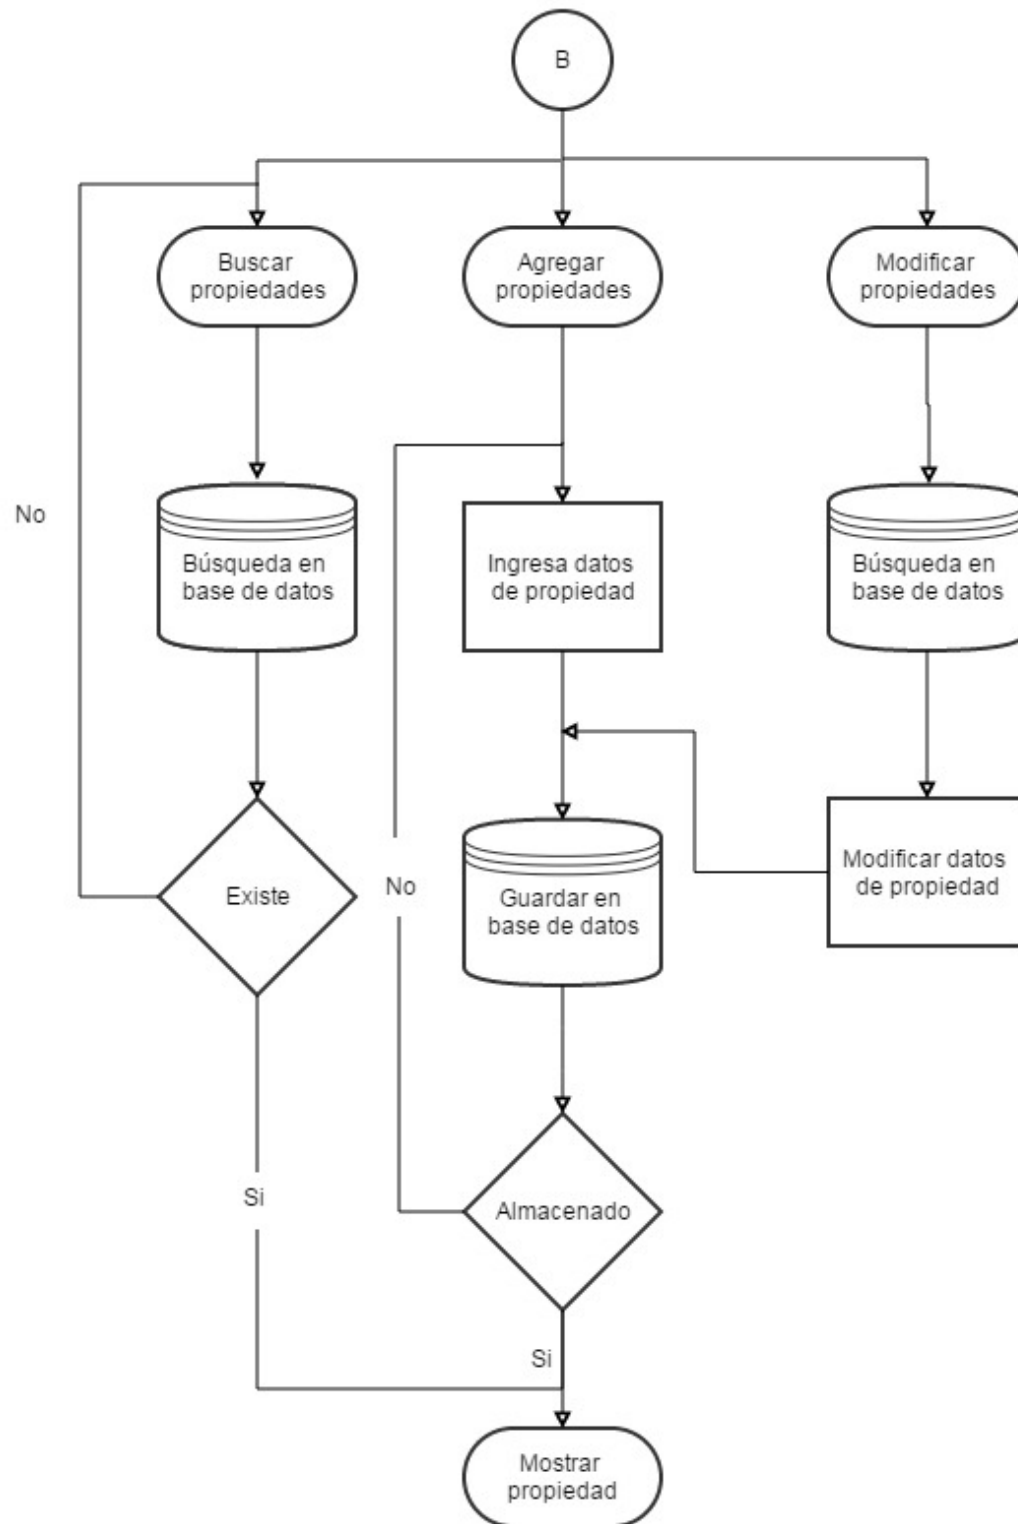 B
Buscar
propiedades
Agregar
propiedades
Modificar
propiedades
No
Búsqueda en
base de datos
Ingresa datos
de propiedad
Búsqueda en
base de datos
Existe
No
Guardar en
base de datos
Modificar datos
de propiedad
Si
Almacenado
Si
Mostrar
propiedad